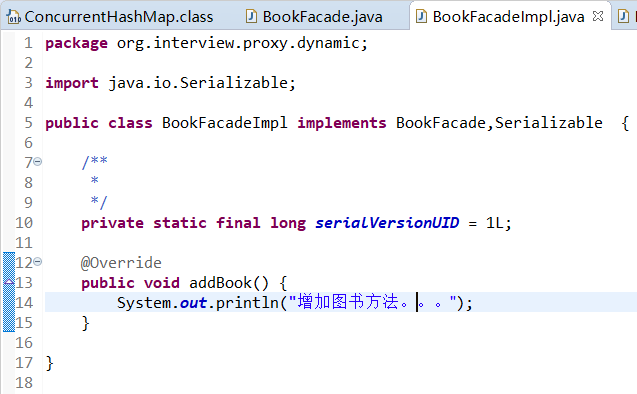 ConcurrentHashMap.class BookFacade.java BookFacadeImpl.java
1 package org.interview.proxy.dynamic;
2
3 import java.io.Serializable;
4
5 public class BookFacadeImpl implements BookFacade,Serializable {
6
7 /**
8 *
9 */
10 private static final long serialVersionUID = 1L;
11
12 @Override
13 public void addBook() {
14 System.out.println("增加图书方法。。。");
15 }
16
17 }
18